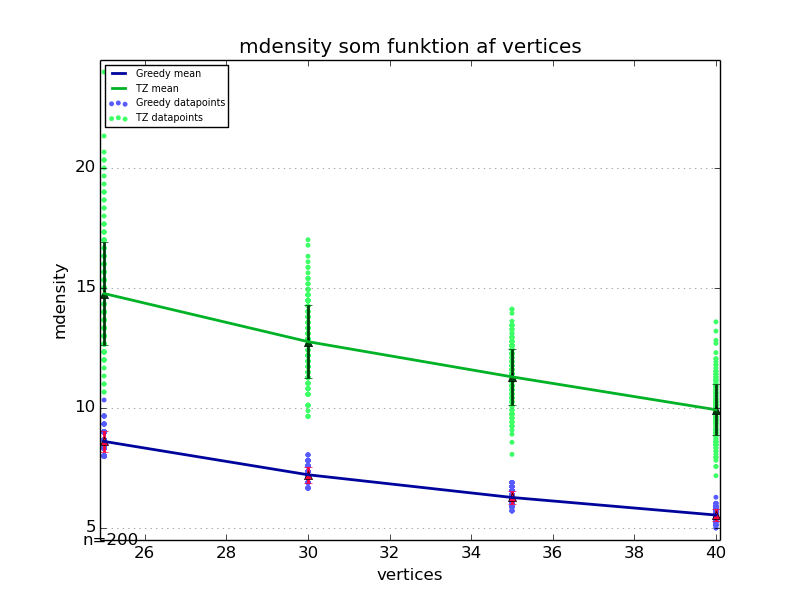 mdensity som funktion af vertices
Greedy mean
TZ mean
Greedy datapoints
TZ datapoints
20
15
10
5
mdensity
n=200
26 28 30 32 34 36 38 40
vertices